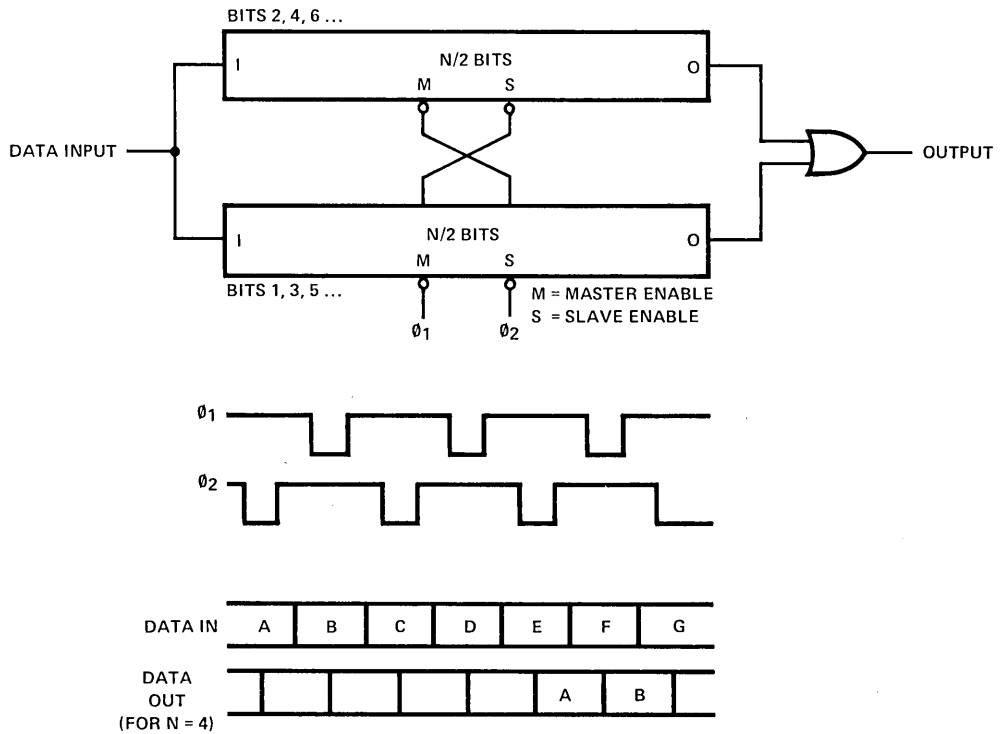 BITS 2, 4, 6 ...
N/2 BITS
I
O
M
S
DATA INPUT
OUTPUT
N/2 BITS
I
O
M
S
BITS 1, 3, 5 ...
M = MASTER ENABLE
S = SLAVE ENABLE
Ø1
Ø2
Ø1
Ø2
DATA IN
A
B
C
D
E
F
G
DATA
OUT
(FOR N = 4)
A
B